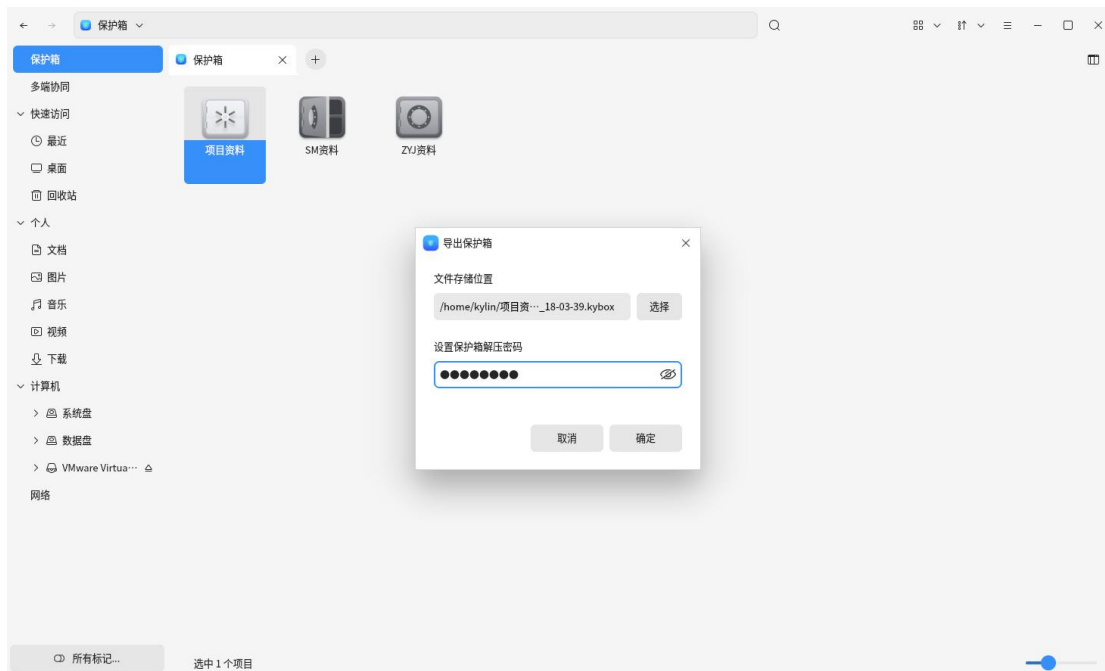 保护箱
保护箱
保护箱
多端协同
快速访问
最近
桌面
回收站
个人
文档
图片
音乐
视频
下载
计算机
系统盘
数据盘
VMware Virtua…
网络
所有标记...
项目资料
SM资料
ZYJ资料
导出保护箱
文件存储位置
/home/kylin/项目资…_18-03-39.kybox
选择
设置保护箱解压密码
取消
确定
选中 1 个项目